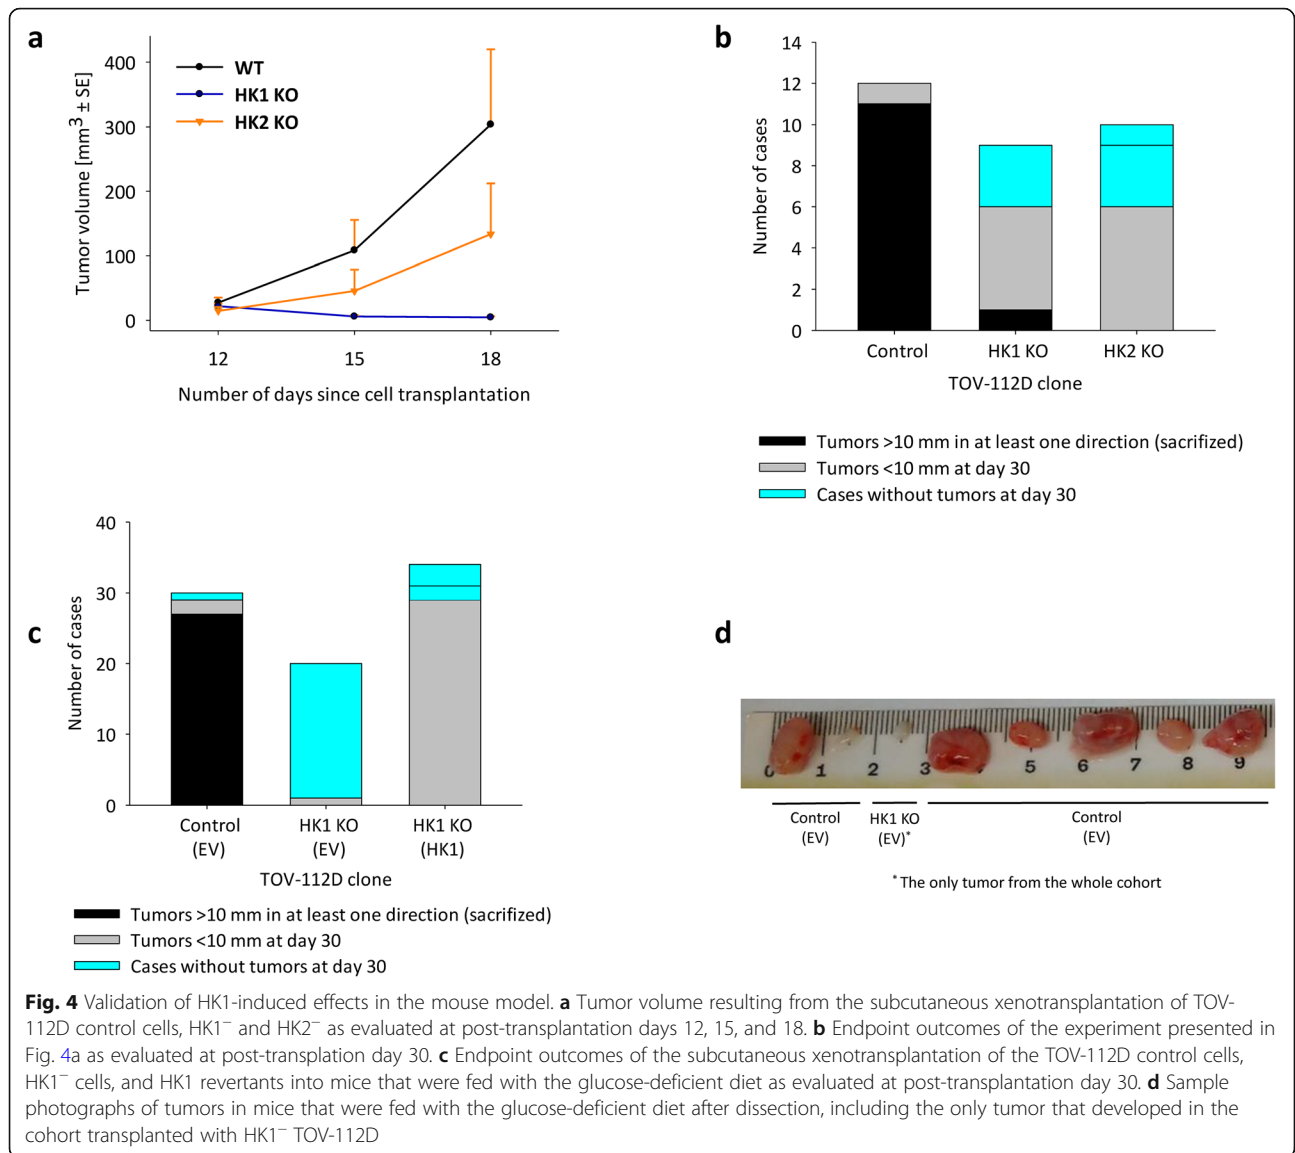 a
Tumor volume [mm³ ± SE]
400
300
200
100
0
WT
HK1 KO
HK2 KO
12 15 18
Number of days since cell transplantation
b
Number of cases
14
12
10
8
6
4
2
0
Control HK1 KO HK2 KO
TOV-112D clone
Tumors >10 mm in at least one direction (sacrifized)
Tumors <10 mm at day 30
Cases without tumors at day 30
c
Number of cases
40
30
20
10
0
Control HK1 KO HK1 KO
(EV) (EV) (HK1)
TOV-112D clone
Tumors >10 mm in at least one direction (sacrifized)
Tumors <10 mm at day 30
Cases without tumors at day 30
d
0 1 2 3 5 6 7 8 9
Control HK1 KO Control
(EV) (EV)* (EV)
* The only tumor from the whole cohort
Fig. 4 Validation of HK1-induced effects in the mouse model. a Tumor volume resulting from the subcutaneous xenotransplantation of TOV-
112D control cells, HK1⁻ and HK2⁻ as evaluated at post-transplantation days 12, 15, and 18. b Endpoint outcomes of the experiment presented in
Fig. 4a as evaluated at post-transplation day 30. c Endpoint outcomes of the subcutaneous xenotransplantation of the TOV-112D control cells,
HK1⁻ cells, and HK1 revertants into mice that were fed with the glucose-deficient diet as evaluated at post-transplantation day 30. d Sample
photographs of tumors in mice that were fed with the glucose-deficient diet after dissection, including the only tumor that developed in the
cohort transplanted with HK1⁻ TOV-112D